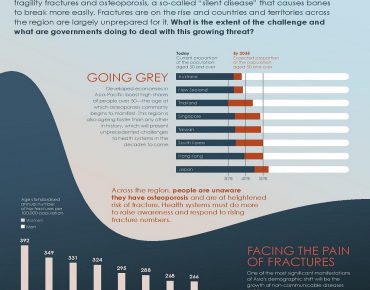 fragility fractures and osteoporosis, a so-called "silent disease" that causes bones
to break more easily. Fractures are on the rise and countries and territories across
the region are largely unprepared for it. What is the extent of the challenge and
what are governments doing to deal with this growing threat?
GOING GREY
Developed economies in
Asia-Pacific boast high shares
of people over 50—the age at
which osteoporosis commonly
begins to manifest. This region is
also ageing faster than any other
in history, which will present
unprecedented challenges
to health systems in the
decades to come.
Today
Current proportion
of the population
aged 50 and over
Expected proportion
of the population
aged 50 and over
Australia
New Zealand
Thailand
Singapore
Taiwan
South Korea
Hong Kong
Japan
Across the region, people are unaware
they have osteoporosis and are at heightened
risk of fracture. Health systems must do more
to raise awareness and respond to rising
fracture numbers.
Age-standardised
annual number
of hip fractures per
100,000 population
Women
Men
392
349
331
324
295
288
268
266
FACING THE PAIN
OF FRACTURES
One of the most significant manifestations
of Asia's demographic shift will be the
growth of non-communicable diseases